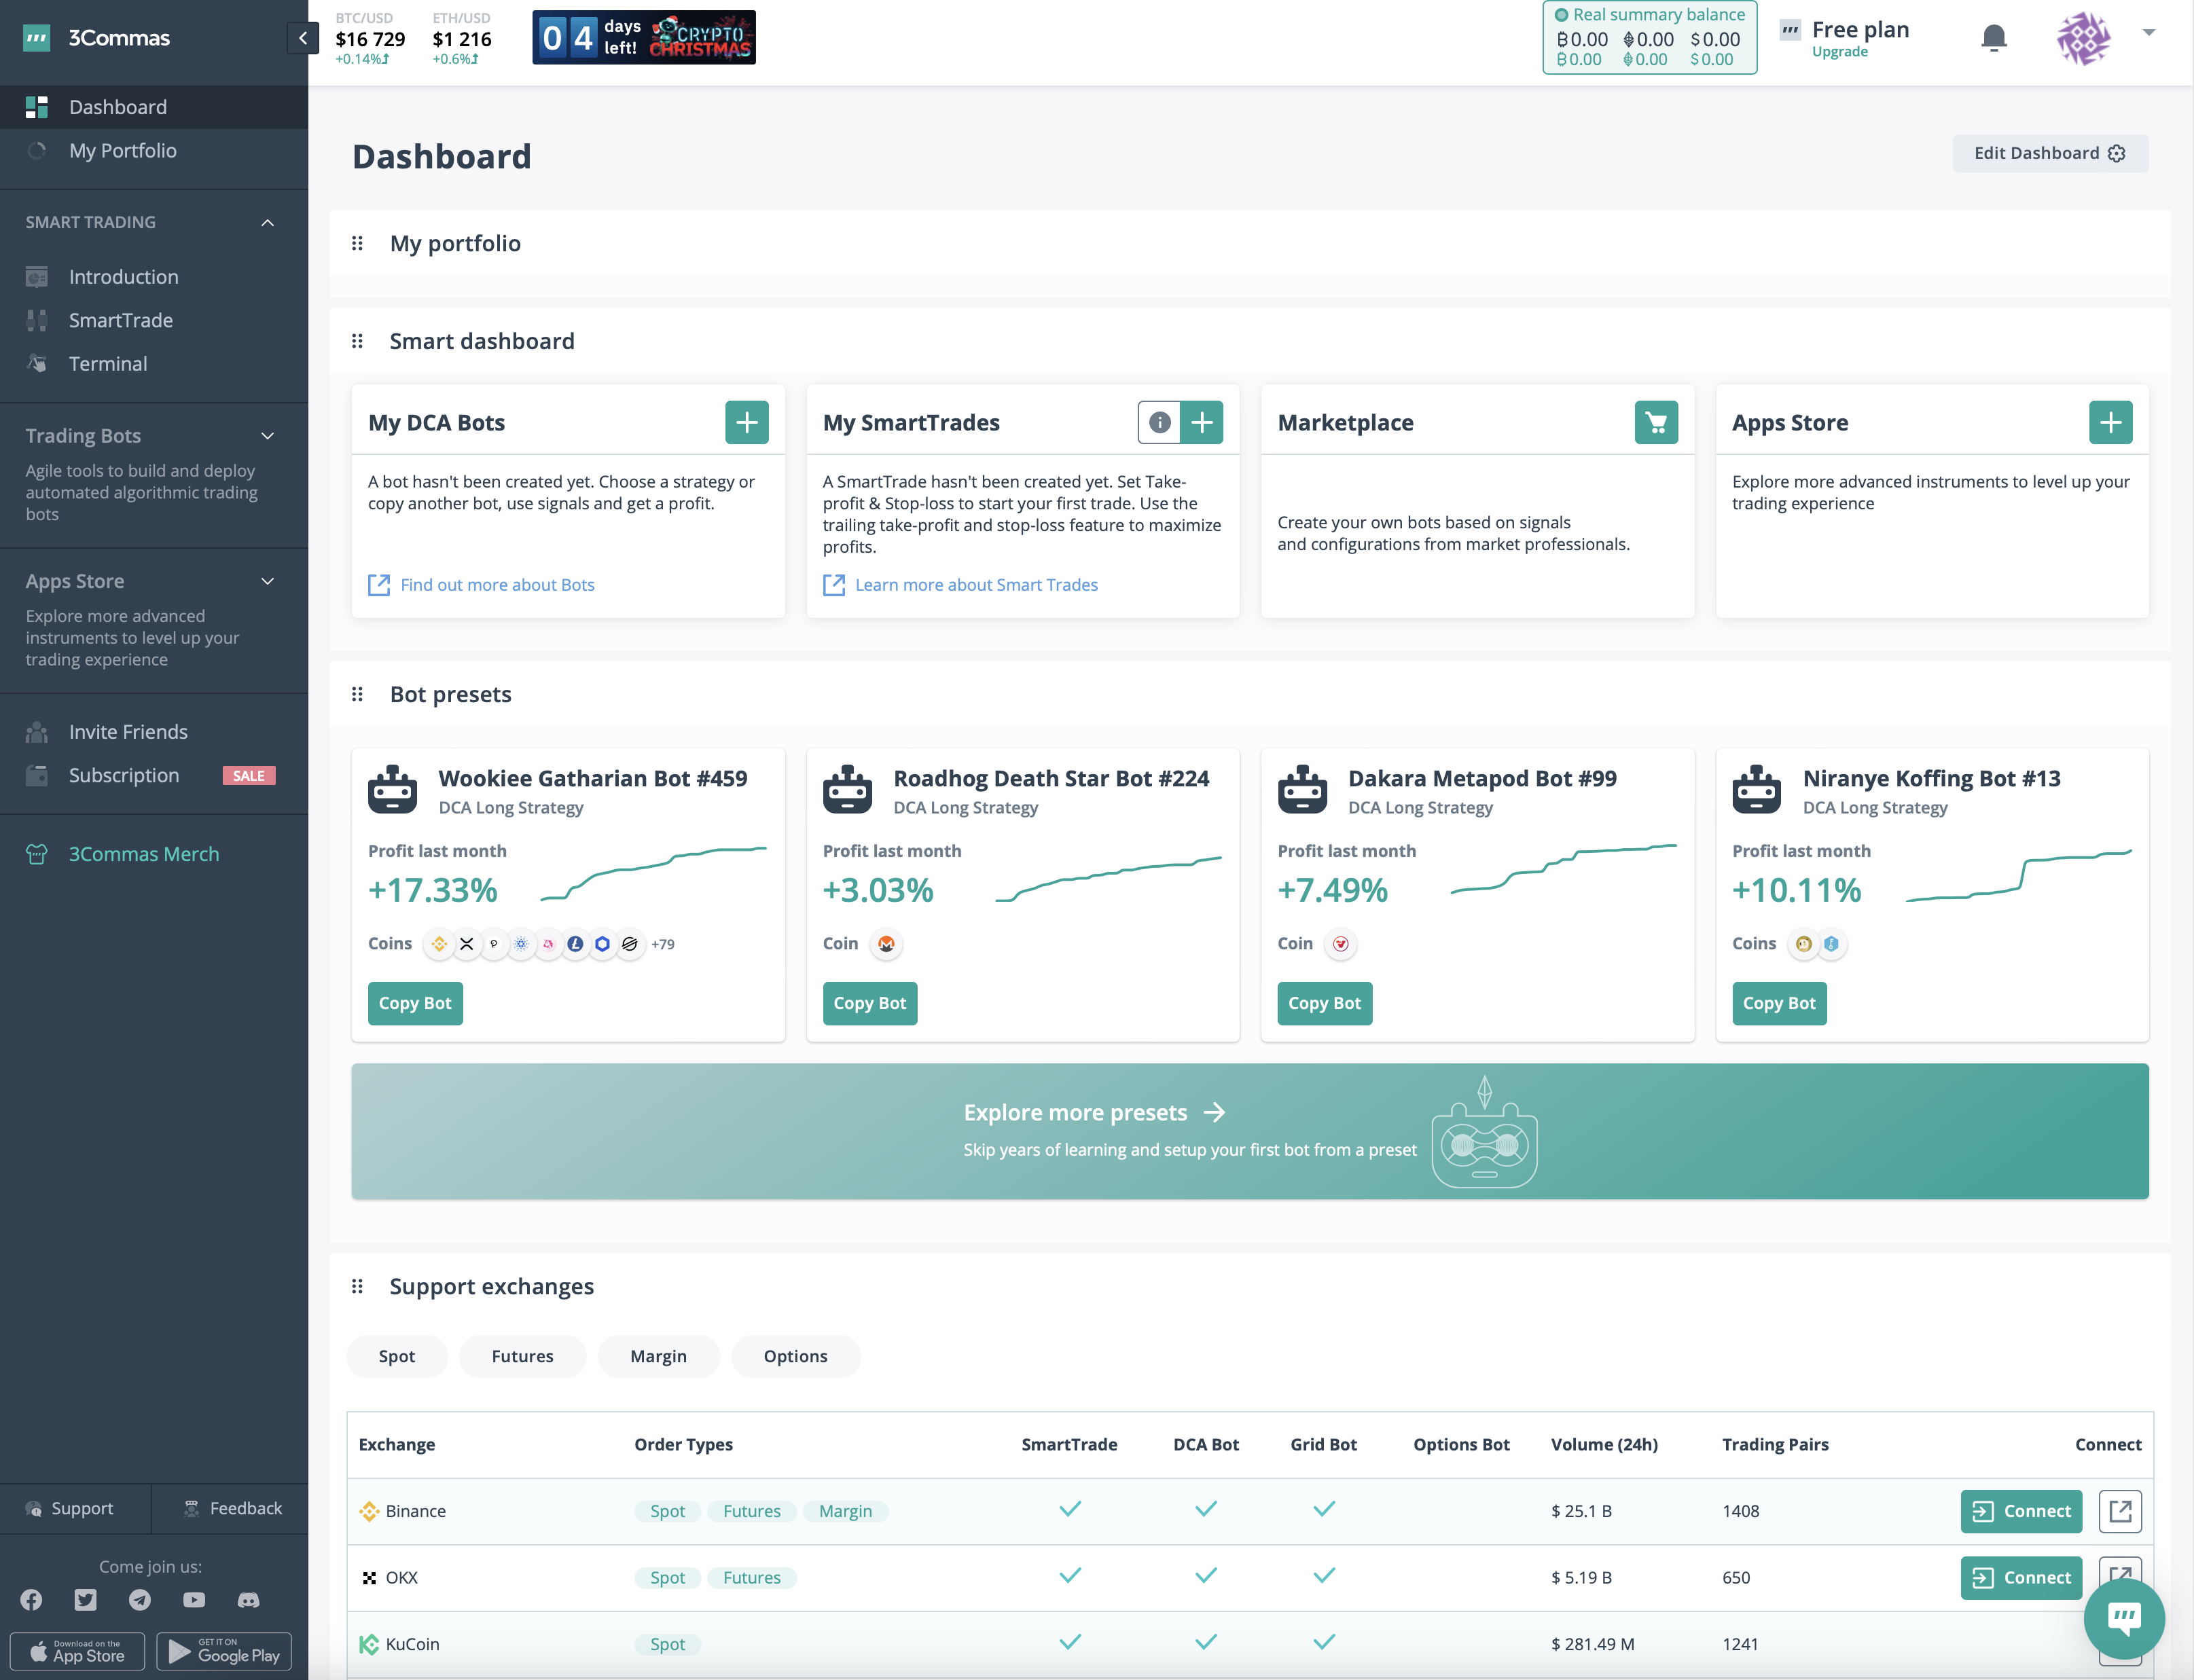 3Commas
BTC/USD
$16 729
+0.14%
ETH/USD
$1 216
+0.6%
04 days left!
CRYPTO CHRISTMAS
Real summary balance
₿0.00 0.00 $0.00
₿0.00 0.00 $0.00
Free plan
Upgrade
Dashboard
My Portfolio
SMART TRADING
Introduction
SmartTrade
Terminal
Trading Bots
Agile tools to build and deploy
automated algorithmic trading
bots
Apps Store
Explore more advanced
instruments to level up your
trading experience
Invite Friends
Subscription SALE
3Commas Merch
Support
Feedback
Come join us:
Download on the
App Store
GET IT ON
Google Play
Dashboard
Edit Dashboard
My portfolio
Smart dashboard
My DCA Bots
A bot hasn't been created yet. Choose a strategy or
copy another bot, use signals and get a profit.
Find out more about Bots
My SmartTrades
A SmartTrade hasn't been created yet. Set Take-
profit & Stop-loss to start your first trade. Use the
trailing take-profit and stop-loss feature to maximize
profits.
Learn more about Smart Trades
Marketplace
Create your own bots based on signals
and configurations from market professionals.
Apps Store
Explore more advanced instruments to level up your
trading experience
Bot presets
Wookiee Gatharian Bot #459
DCA Long Strategy
Profit last month
+17.33%
Coins +79
Copy Bot
Roadhog Death Star Bot #224
DCA Long Strategy
Profit last month
+3.03%
Coin
Copy Bot
Dakara Metapod Bot #99
DCA Long Strategy
Profit last month
+7.49%
Coin
Copy Bot
Niranye Koffing Bot #13
DCA Long Strategy
Profit last month
+10.11%
Coins
Copy Bot
Explore more presets
Skip years of learning and setup your first bot from a preset
Support exchanges
Spot Futures Margin Options
Exchange Order Types SmartTrade DCA Bot Grid Bot Options Bot Volume (24h) Trading Pairs Connect
Binance Spot Futures Margin $ 25.1 B 1408 Connect
OKX Spot Futures $ 5.19 B 650 Connect
KuCoin Spot $ 281.49 M 1241